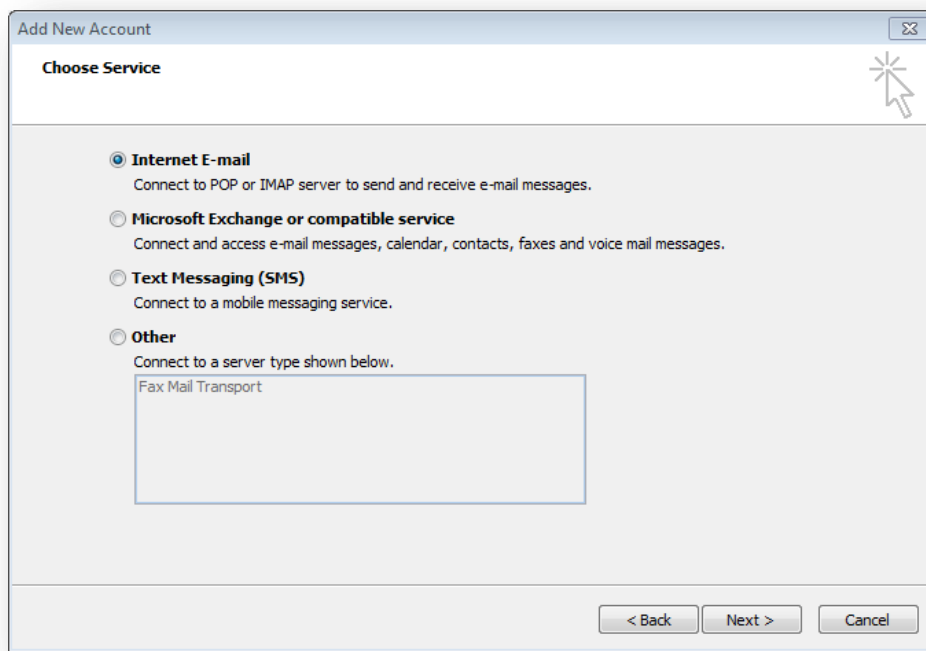 Add New Account
Choose Service
Internet E-mail
Connect to POP or IMAP server to send and receive e-mail messages.
Microsoft Exchange or compatible service
Connect and access e-mail messages, calendar, contacts, faxes and voice mail messages.
Text Messaging (SMS)
Connect to a mobile messaging service.
Other
Connect to a server type shown below.
Fax Mail Transport
< Back Next > Cancel